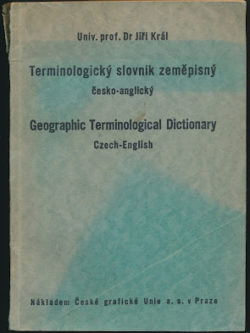 Univ. prof. Dr Jiří Král
Terminologický slovník zeměpisný
česko-anglický
Geographic Terminological Dictionary
Czech-English
Nákladem České grafické Unie a. s. v Praze